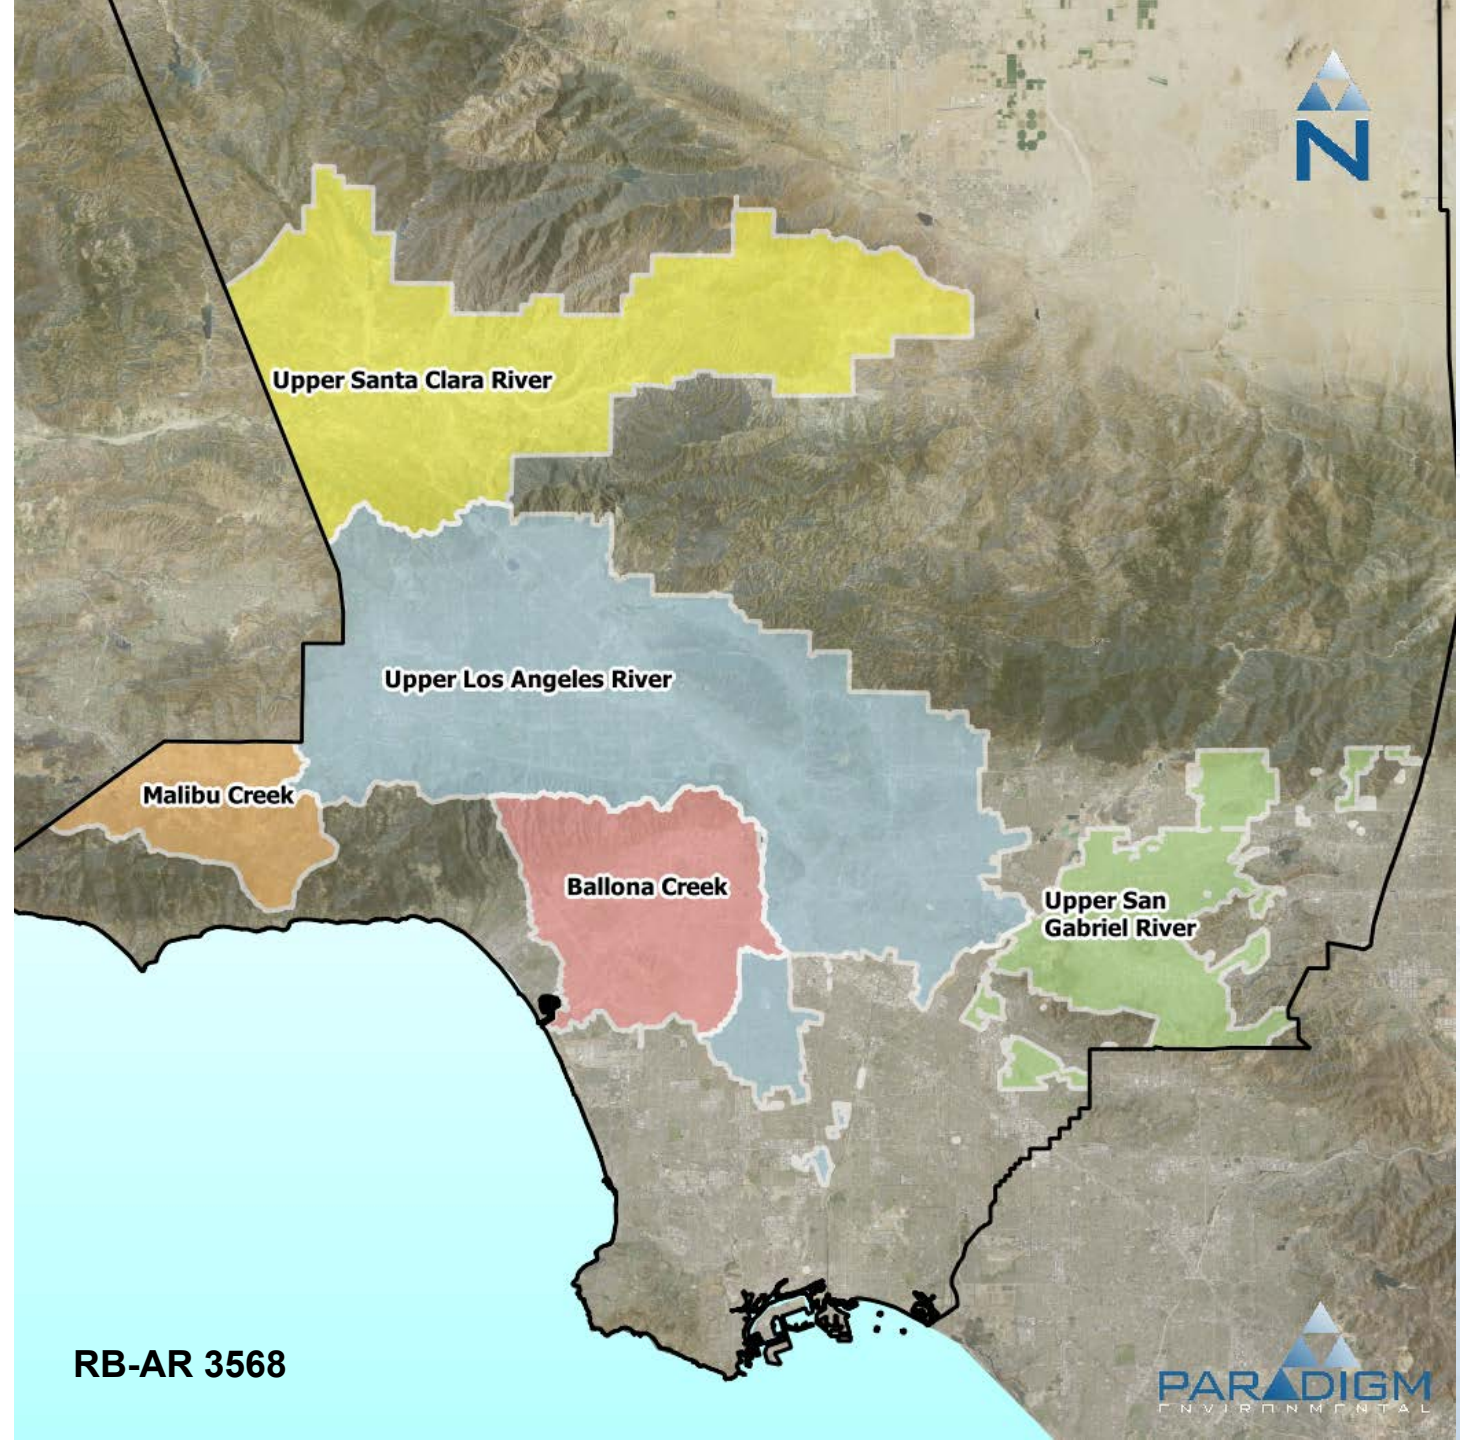 N
Upper Santa Clara River
Upper Los Angeles River
Malibu Creek
Ballona Creek
Upper San
Gabriel River
RB-AR 3568
PARADIGM
ENVIRONMENTAL